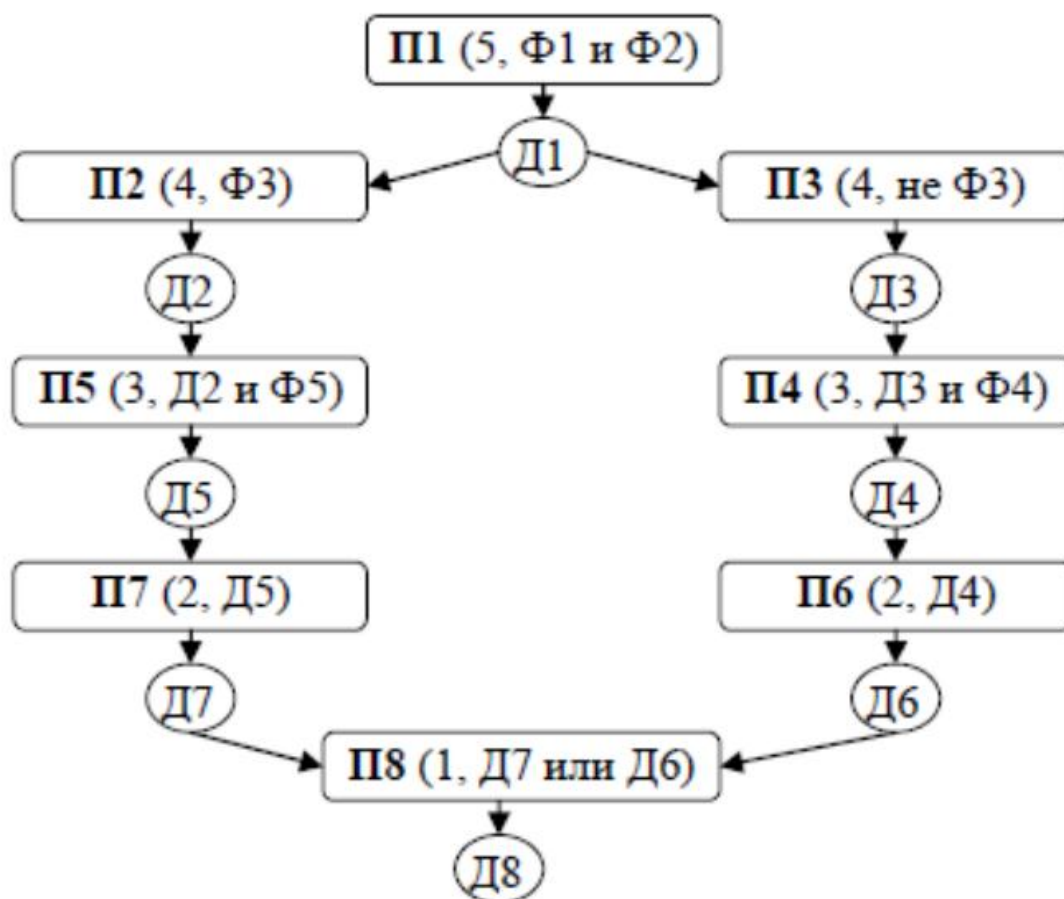 П1 (5, Ф1 и Ф2)
Д1
П2 (4, Ф3)
П3 (4, не Ф3)
Д2
Д3
П5 (3, Д2 и Ф5)
П4 (3, Д3 и Ф4)
Д5
Д4
П7 (2, Д5)
П6 (2, Д4)
Д7
Д6
П8 (1, Д7 или Д6)
Д8